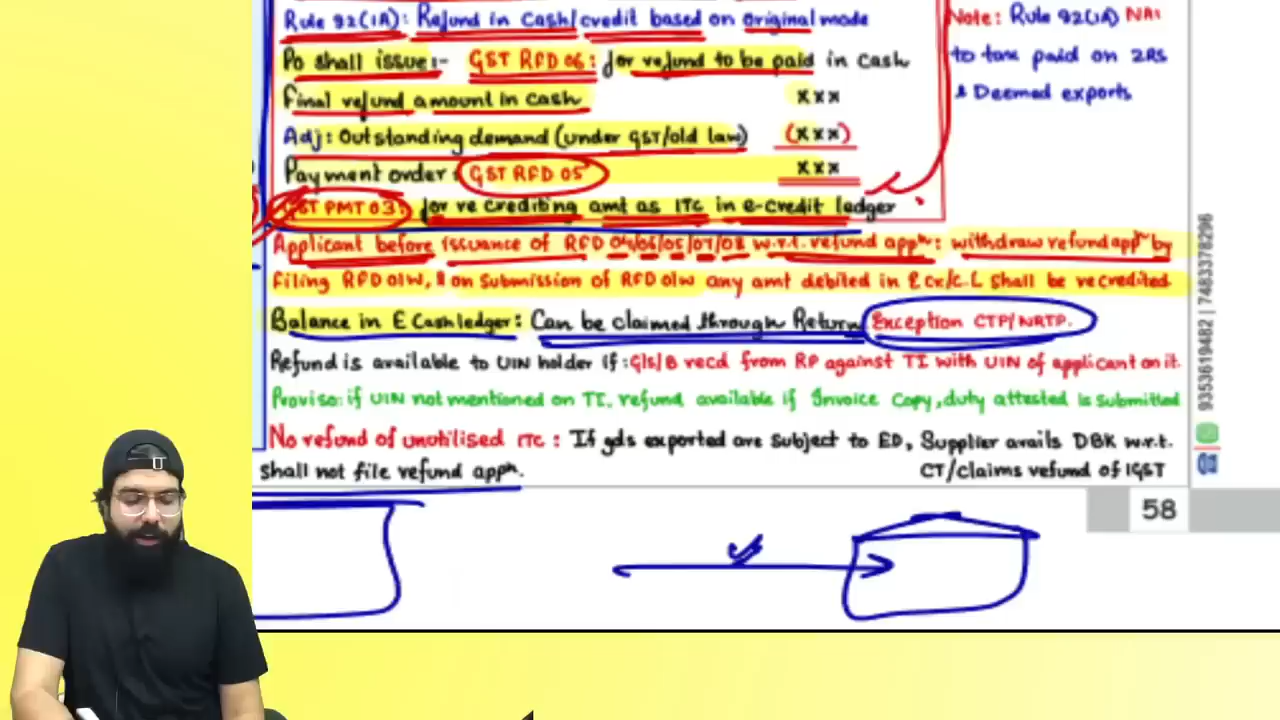 Rule 92(1A): Refund in Cash/credit based on original mode
Po shall issue:- GST RFD 06: for refund to be paid in cash
Final refund amount in cash xxx
Adj: Outstanding demand (under GST/old law) (xxx)
Payment order: GST RFD 05 xxx
GST PMT 03: for re crediting amt as ITC in e-credit ledger
Note: Rule 92(1A) NA:
to tax paid on ZRS
& Deemed exports
Applicant before issuance of RFD 04/06/05/07/08 w.r.t. refund appn: withdraw refund appn by
Filing RFD 01W, & on Submission of RFD 01W any amt debited in E Cr/C.L shall be recredited
Balance in E Cash ledger: Can be claimed through Return Exception CTP/NRTP.
Refund is available to UIN holder if: G/S/B recd from RP against TI with UIN of applicant on it.
Proviso: if UIN not mentioned on TI, refund available if Invoice Copy, duty attested is Submitted
No refund of unutilised ITC: If gds exported are subject to ED, Supplier avails DBK w.r.t.
shall not file refund appn. CT/claims refund of IGST
58
9353619482 | 7483378296